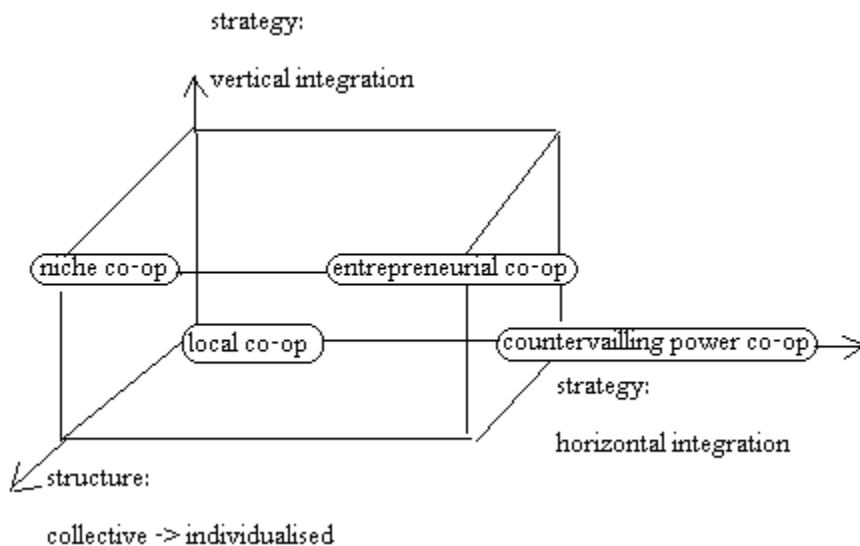 strategy:
vertical integration
niche co-op
entrepreneurial co-op
local co-op
countervailling power co-op
strategy:
horizontal integration
structure:
collective -> individualised